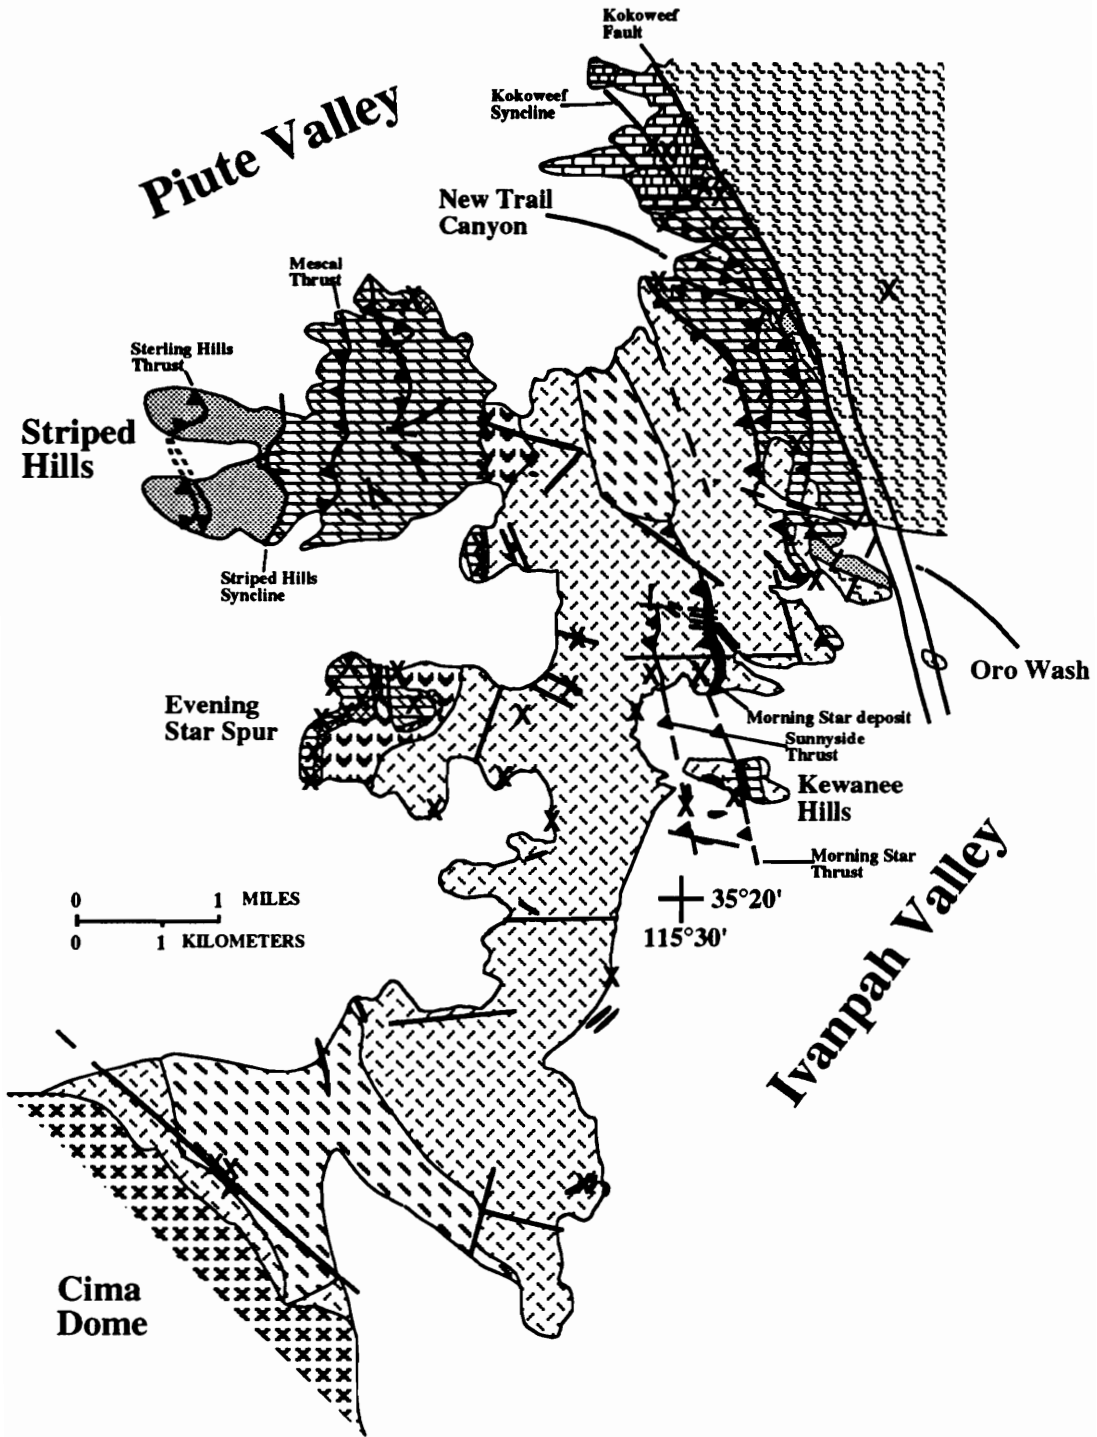 Kokoweef
Fault
Kokoweef
Syncline
Piute Valley
New Trail
Canyon
Mescal
Thrust
Sterling Hills
Thrust
Striped
Hills
Striped Hills
Syncline
Oro Wash
Evening
Star Spur
Morning Star deposit
Sunnyside
Thrust
Kewanee
Hills
Morning Star
Thrust
0 1 MILES
0 1 KILOMETERS
35°20'
115°30'
Ivanpah Valley
Cima
Dome